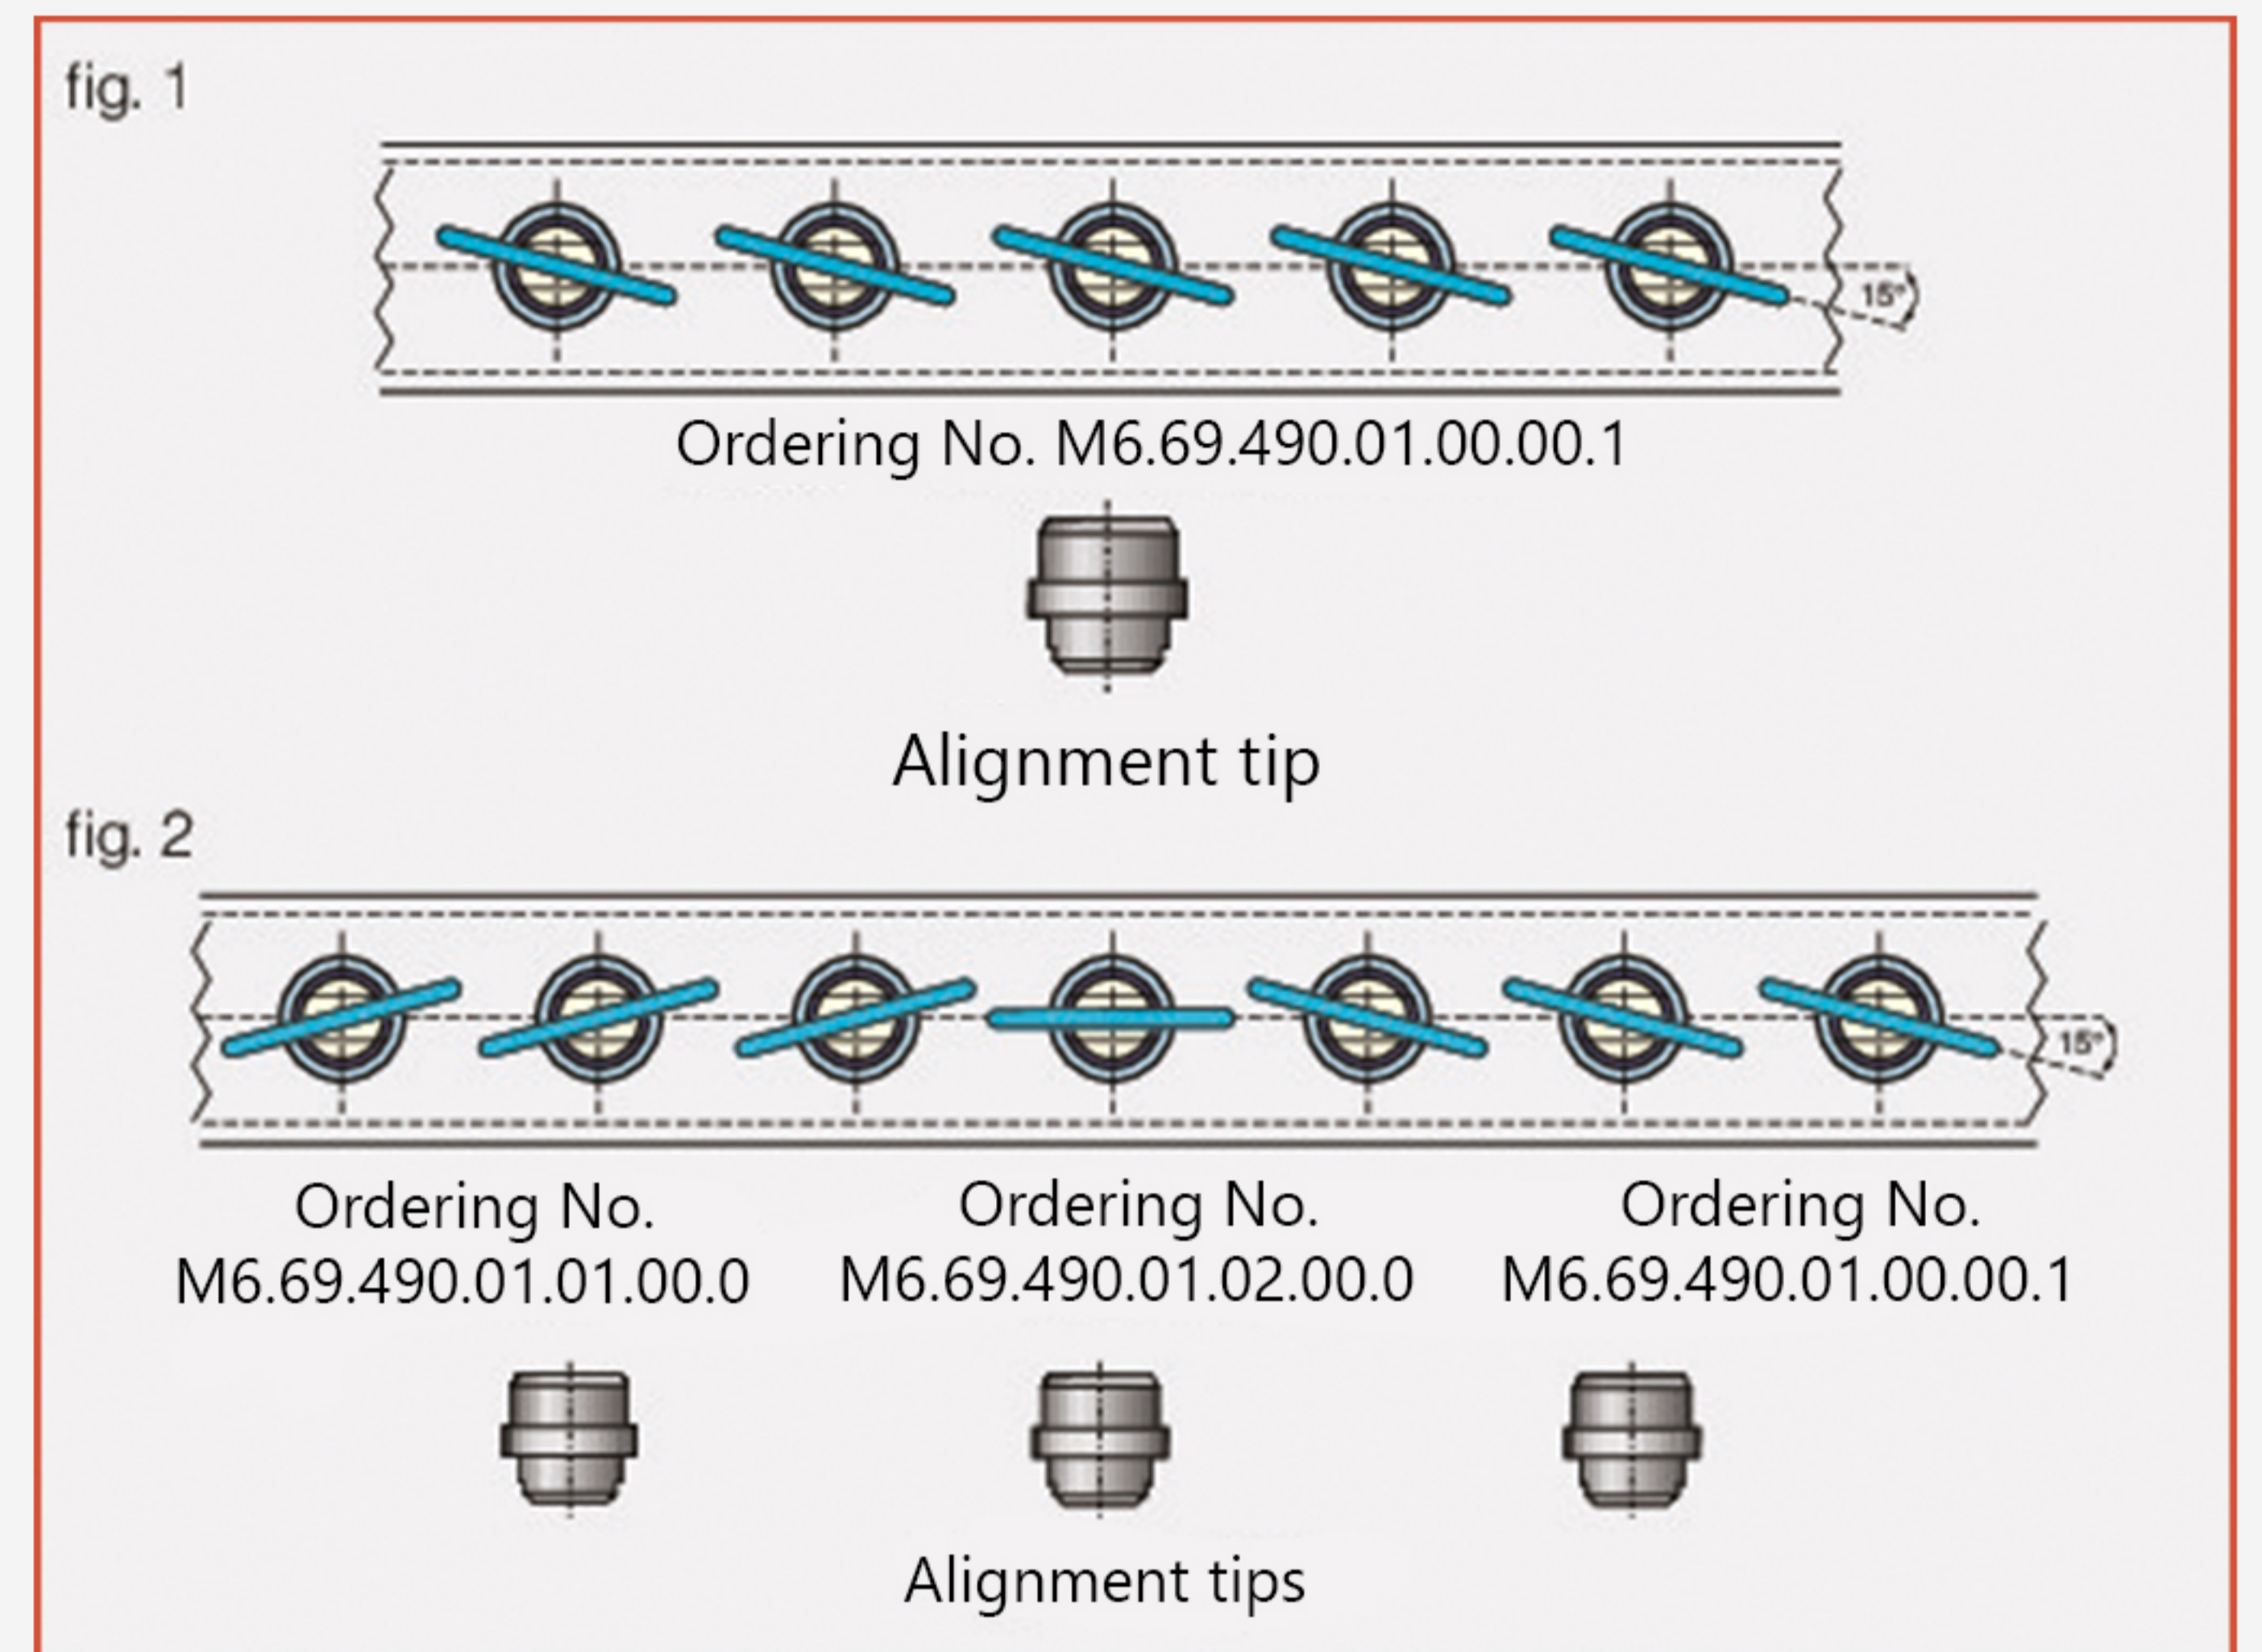 fig. 1
15°
Ordering No. M6.69.490.01.00.00.1
Alignment tip
fig. 2
15°
Ordering No.
M6.69.490.01.01.00.0
Ordering No.
M6.69.490.01.02.00.0
Ordering No.
M6.69.490.01.00.00.1
Alignment tips